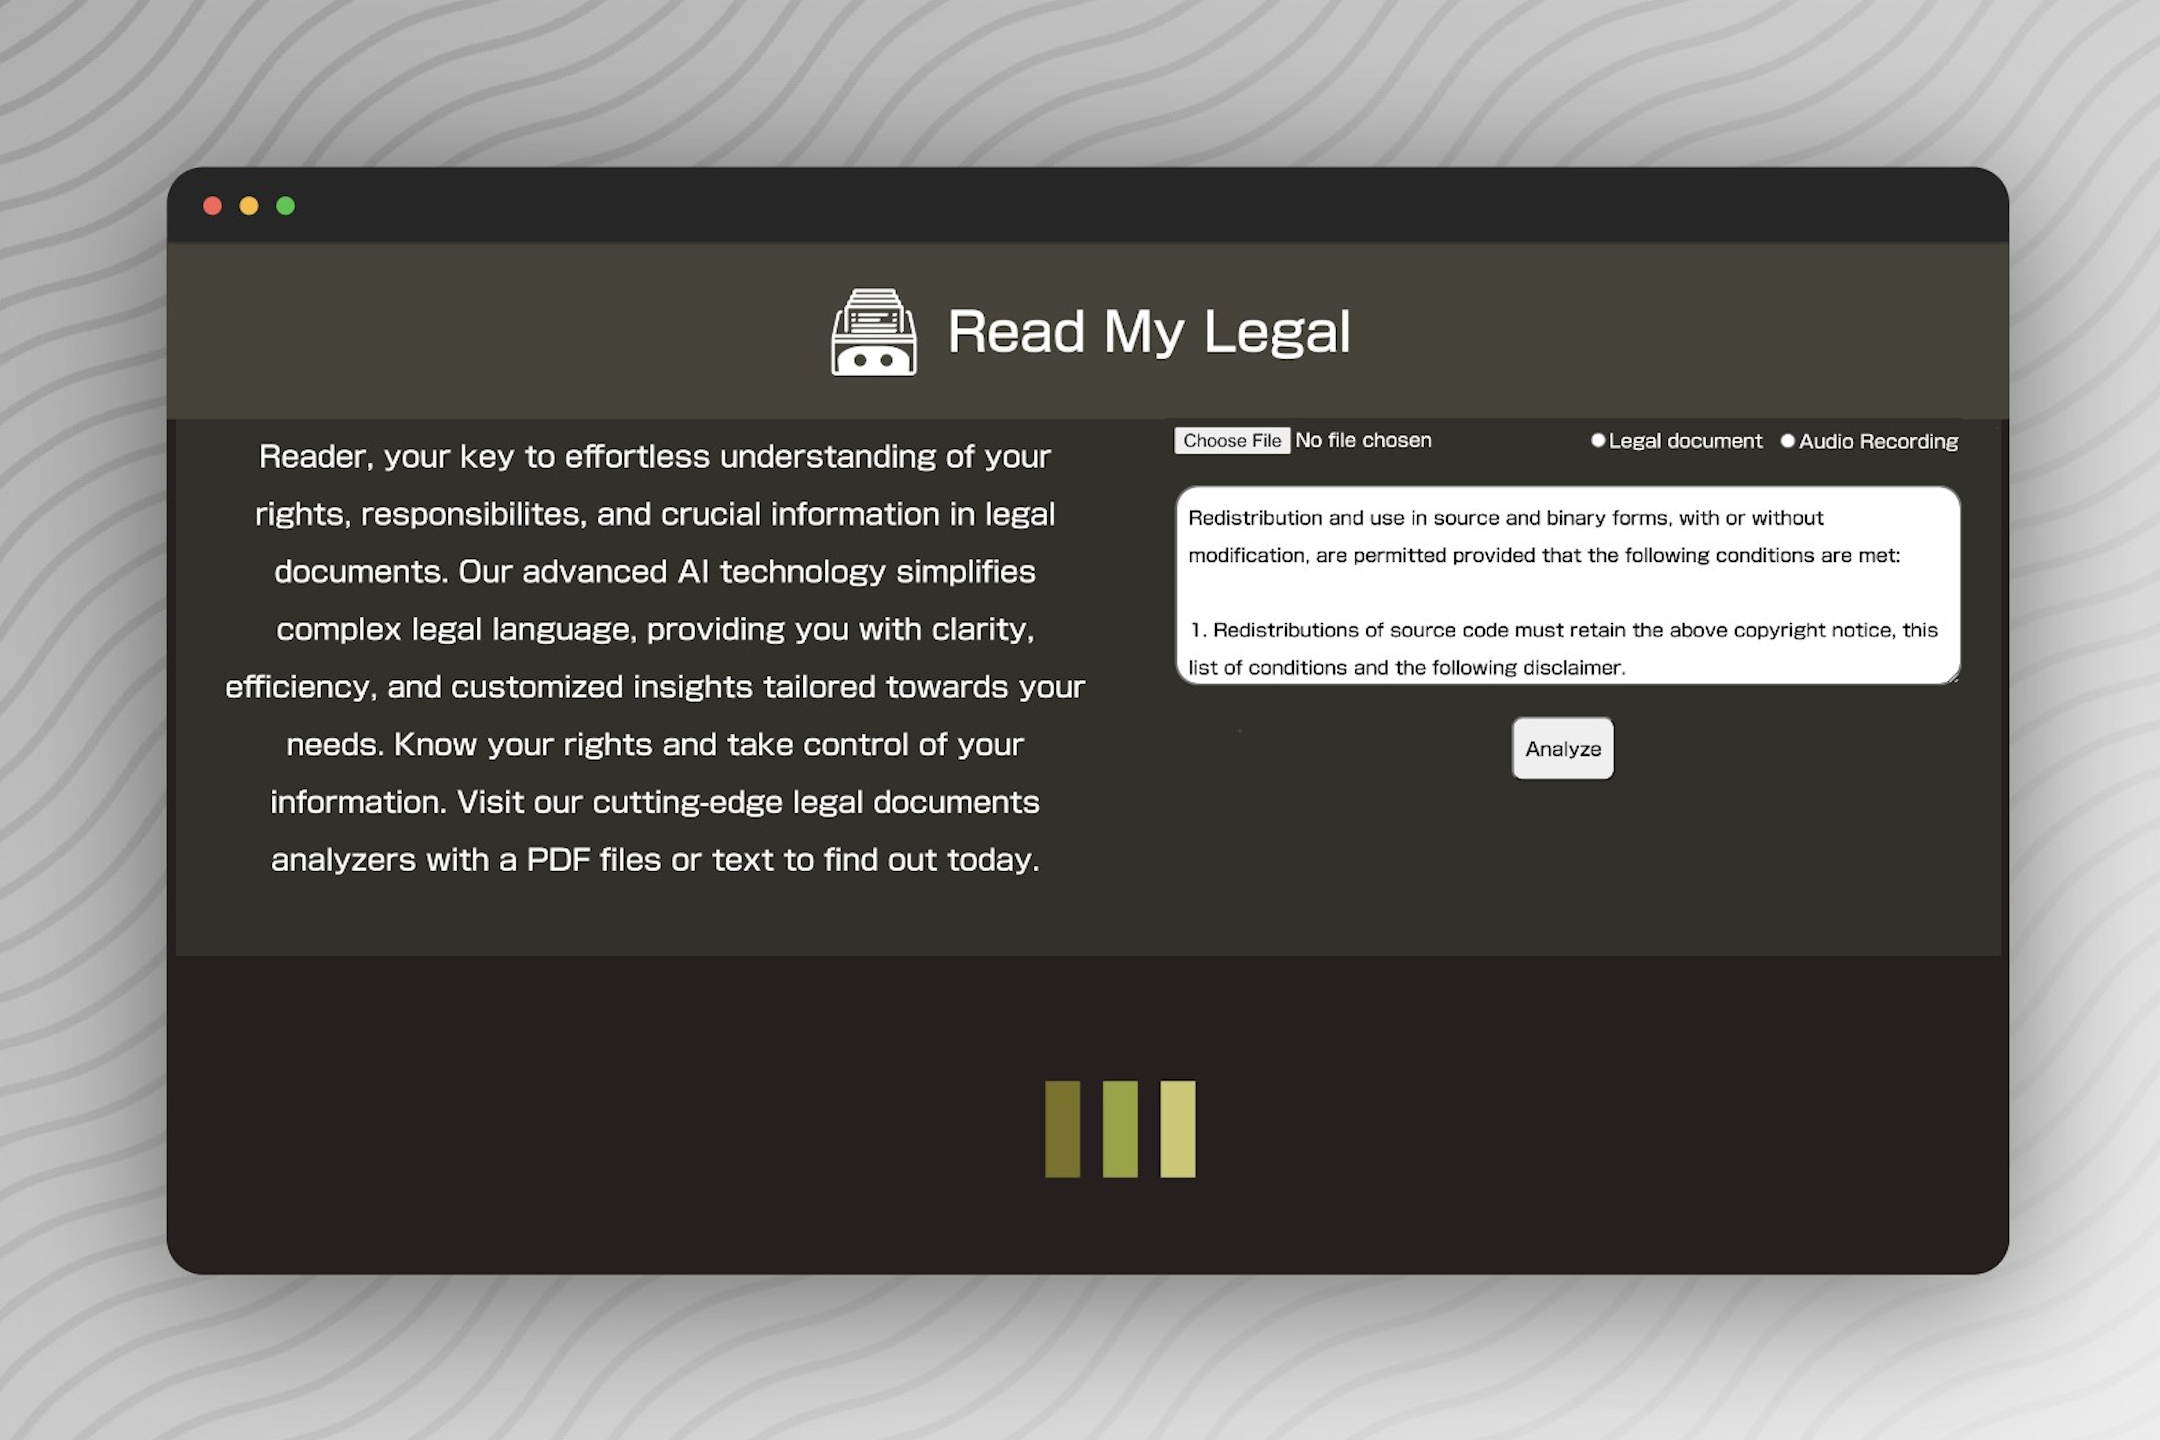 Read My Legal
Reader, your key to effortless understanding of your
rights, responsibilites, and crucial information in legal
documents. Our advanced AI technology simplifies
complex legal language, providing you with clarity,
efficiency, and customized insights tailored towards your
needs. Know your rights and take control of your
information. Visit our cutting-edge legal documents
analyzers with a PDF files or text to find out today.
Choose File No file chosen
Legal document Audio Recording
Redistribution and use in source and binary forms, with or without
modification, are permitted provided that the following conditions are met:
1. Redistributions of source code must retain the above copyright notice, this
list of conditions and the following disclaimer.
Analyze